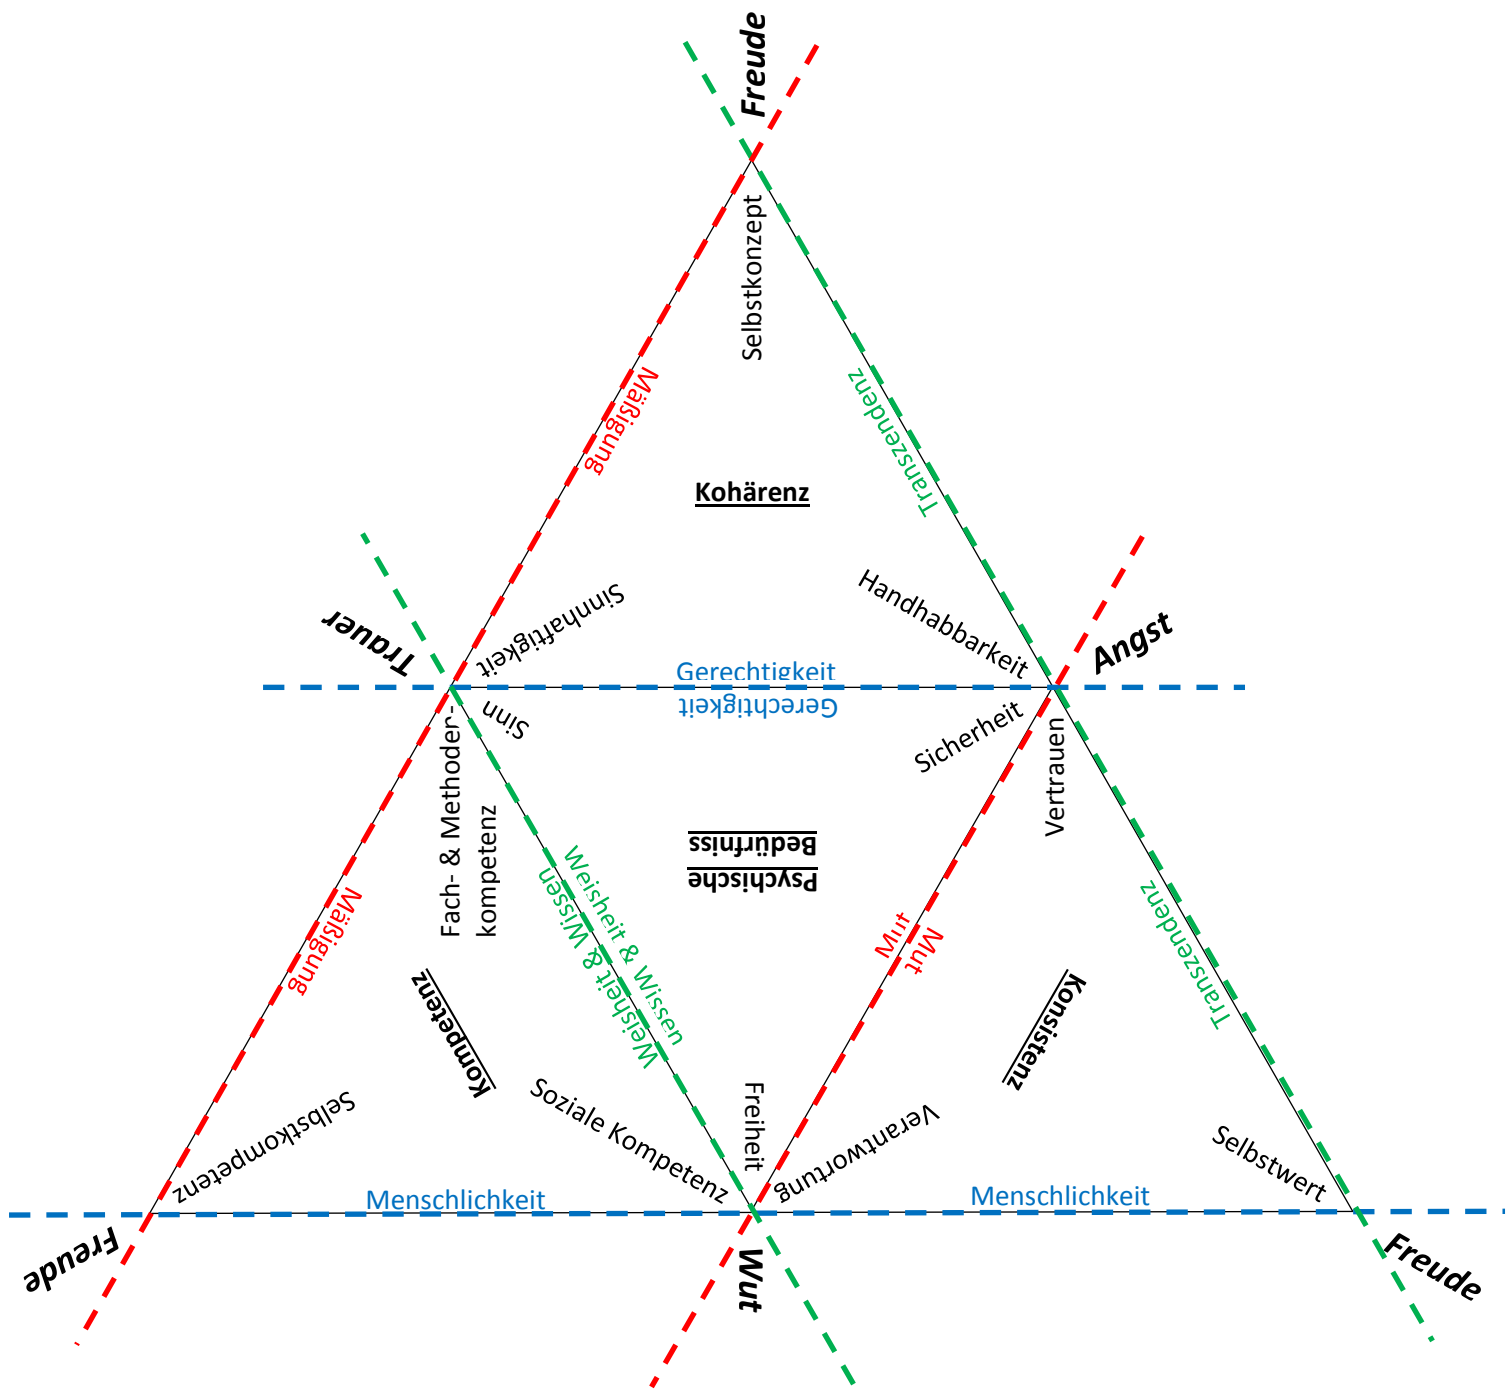 Freude
Selbstkonzept
Mäßigung
Transzendenz
Kohärenz
Sinnhaftigkeit
Handhabbarkeit
Trauer
Angst
Gerechtigkeit
Gerechtigkeit
Sinn
Sicherheit
Fach- & Methoder-
kompetenz
Vertrauen
Psychische
Bedürfniss
Weisheit & Wissen
Weisheit & Wissen
Mäßigung
Mut
Mut
Transzendenz
Kompetenz
Konsistenz
Selbstkompetenz
Soziale Kompetenz
Freiheit
Verantwortung
Selbstwert
Menschlichkeit
Menschlichkeit
Freude
Wut
Freude